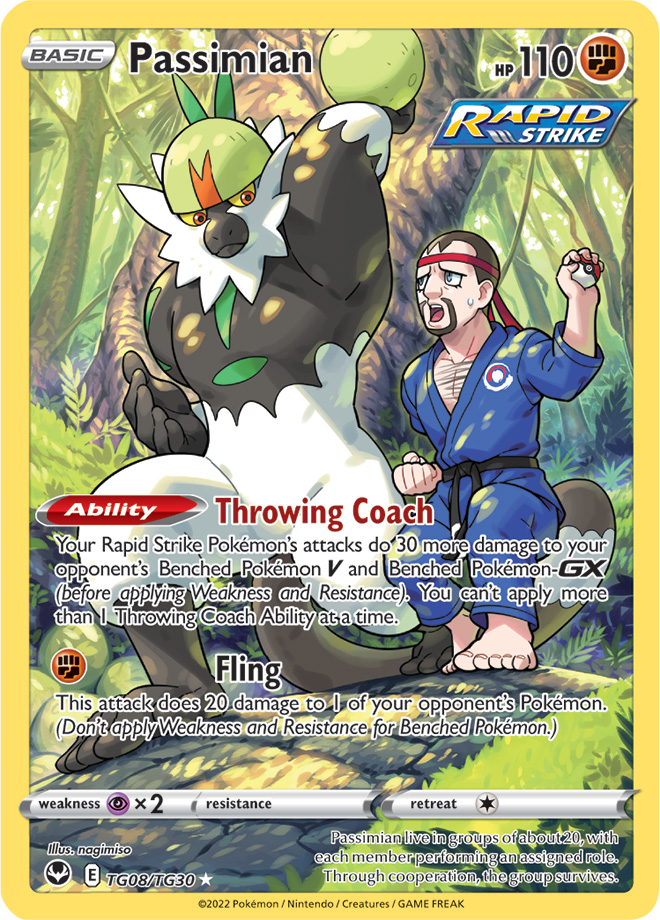 BASIC Passimian HP 110
RAPID
STRIKE
Ability Throwing Coach
Your Rapid Strike Pokémon's attacks do 30 more damage to your
opponent's Benched Pokémon V and Benched Pokémon-GX
(before applying Weakness and Resistance). You can't apply more
than 1 Throwing Coach Ability at a time.
Fling
This attack does 20 damage to 1 of your opponent's Pokémon.
(Don't apply Weakness and Resistance for Benched Pokémon.)
weakness ×2 resistance retreat
Illus. nagimiso
E TG08/TG30
Passimian live in groups of about 20, with
each member performing an assigned role.
Through cooperation, the group survives.
©2022 Pokémon / Nintendo / Creatures / GAME FREAK